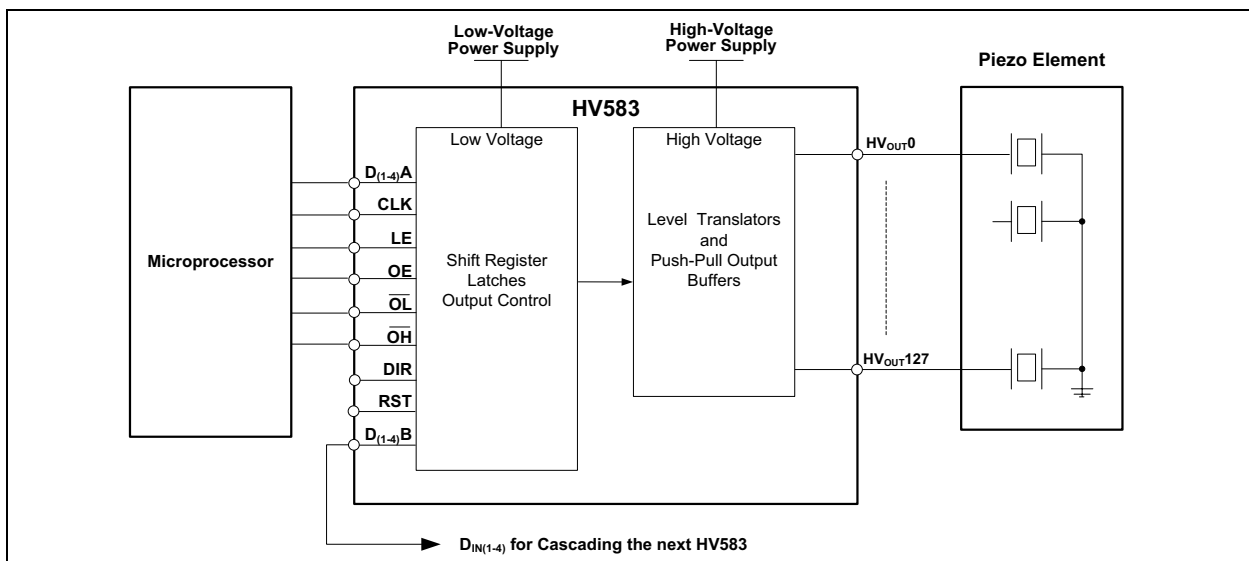 Low-Voltage
Power Supply
High-Voltage
Power Supply
Piezo Element
HV583
Low Voltage
High Voltage
Microprocessor
D(1-4)A
CLK
LE
OE
O̅L̅
O̅H̅
DIR
RST
D(1-4)B
Shift Register
Latches
Output Control
Level Translators
and
Push-Pull Output
Buffers
HVOUT0
HVOUT127
DIN(1-4) for Cascading the next HV583